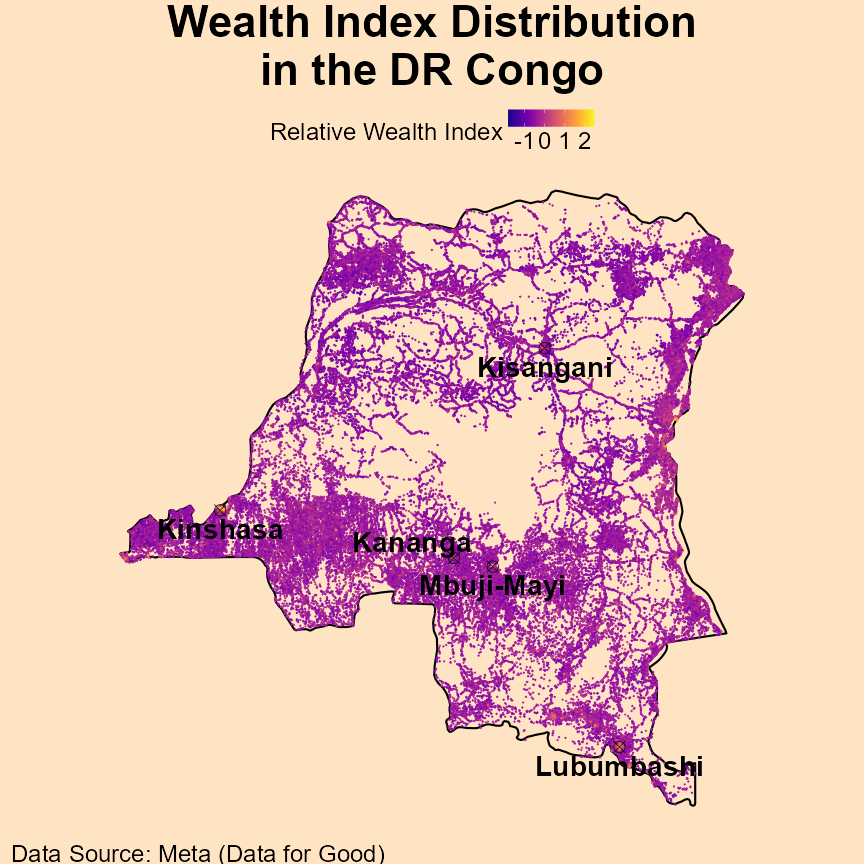 Wealth Index Distribution
in the DR Congo
Relative Wealth Index
-1 0 1 2
Kisangani
Kinshasa
Kananga
Mbuji-Mayi
Lubumbashi
Data Source: Meta (Data for Good)